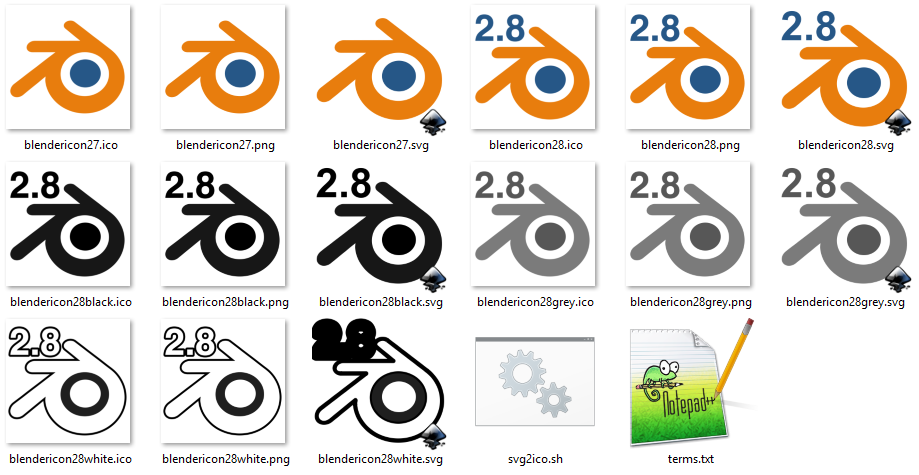 2.8 2.8 2.8
blendericon27.ico blendericon27.png blendericon27.svg blendericon28.ico blendericon28.png blendericon28.svg
2.8 2.8 2.8 2.8 2.8 2.8
blendericon28black.ico blendericon28black.png blendericon28black.svg blendericon28grey.ico blendericon28grey.png blendericon28grey.svg
2.8 2.8 2.8
Notepad++
blendericon28white.ico blendericon28white.png blendericon28white.svg svg2ico.sh terms.txt